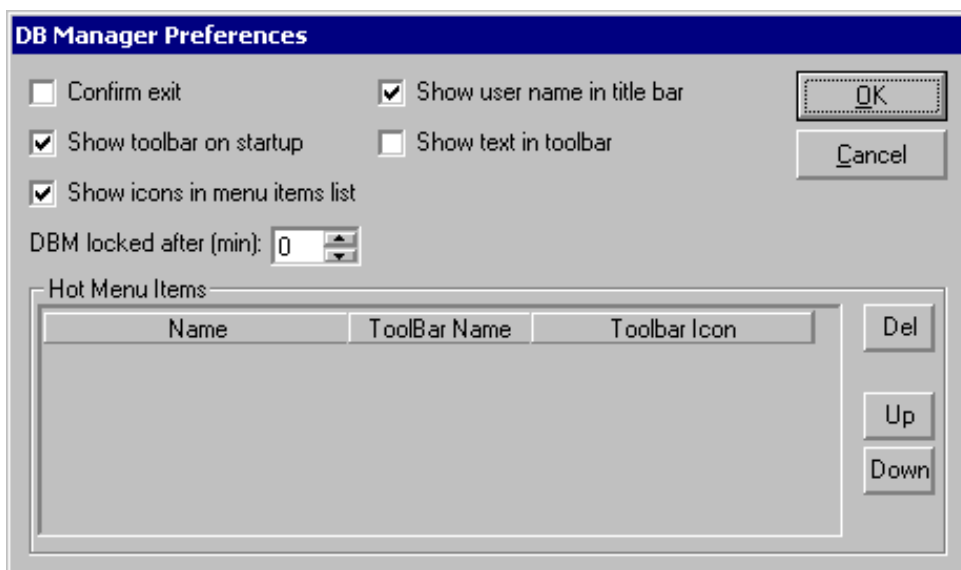 DB Manager Preferences
Confirm exit
Show user name in title bar
OK
Show toolbar on startup
Show text in toolbar
Cancel
Show icons in menu items list
DBM locked after (min): 0
Hot Menu Items
Name ToolBar Name Toolbar Icon
Del
Up
Down